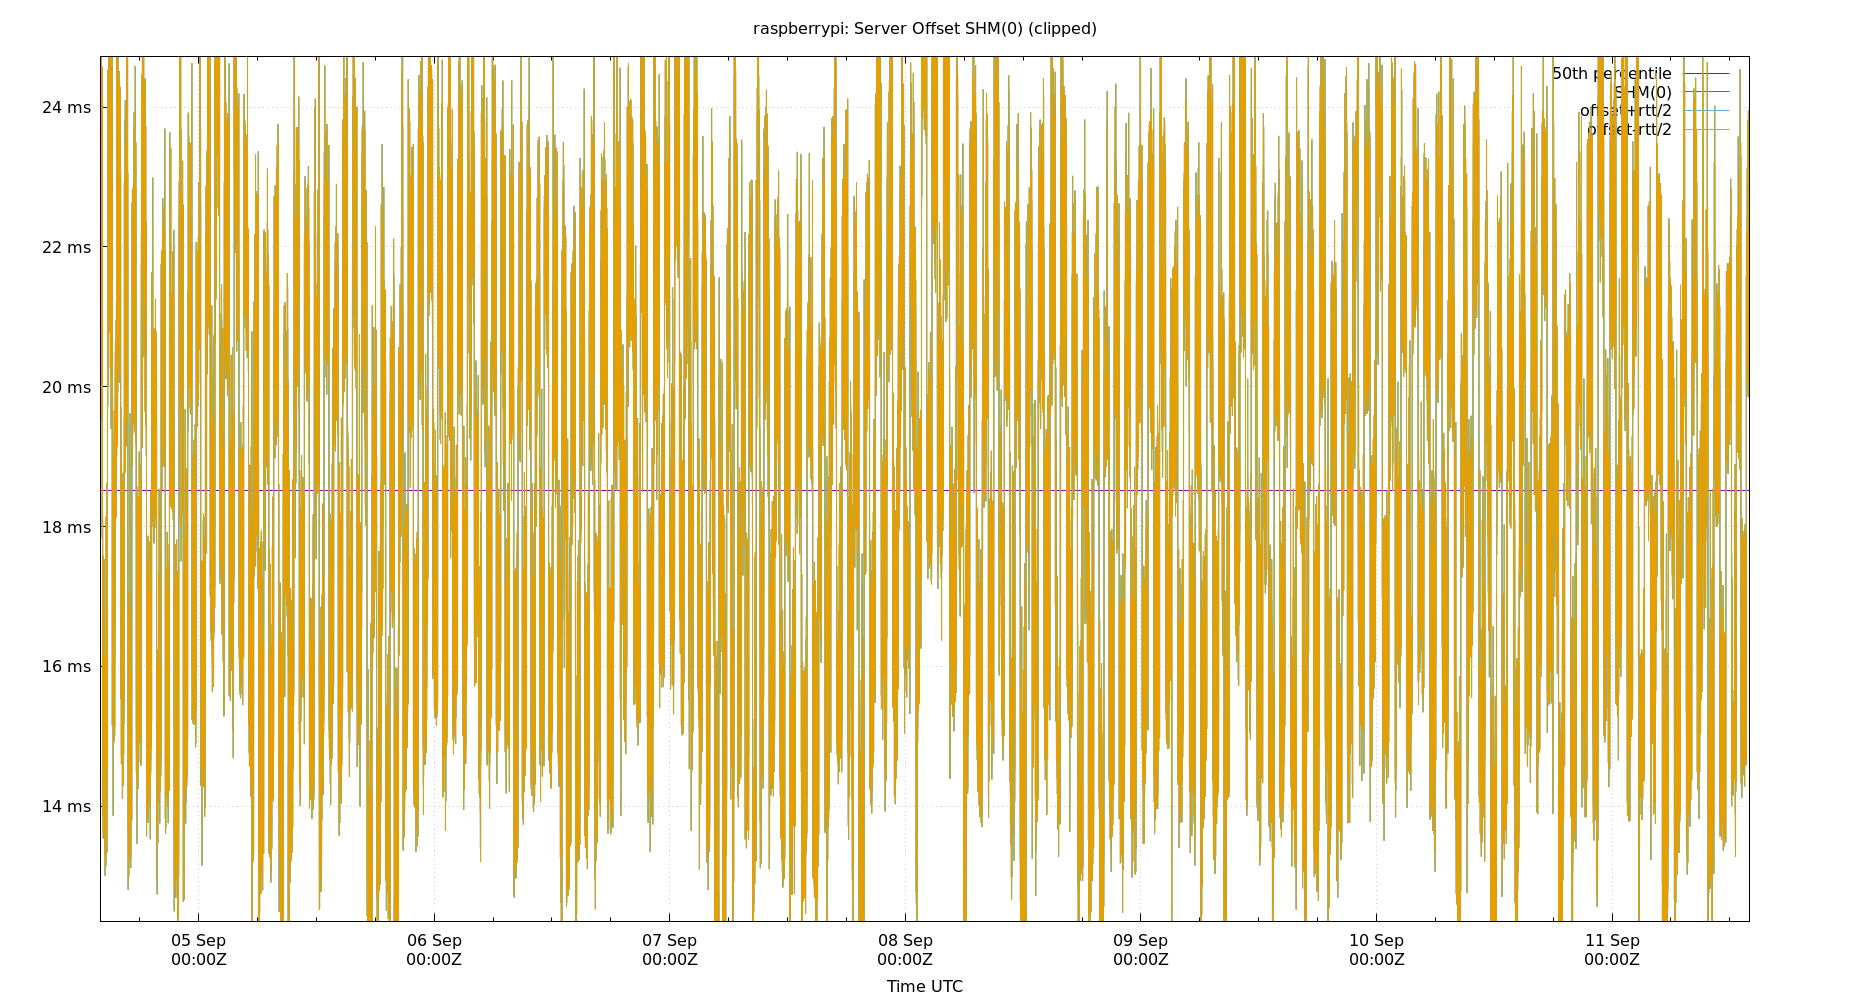 raspberrypi: Server Offset SHM(0) (clipped)
50th percentile
SHM(0)
offset+rtt/2
offset-rtt/2
24 ms
22 ms
20 ms
18 ms
16 ms
14 ms
05 Sep
00:00Z
06 Sep
00:00Z
07 Sep
00:00Z
08 Sep
00:00Z
09 Sep
00:00Z
10 Sep
00:00Z
11 Sep
00:00Z
Time UTC